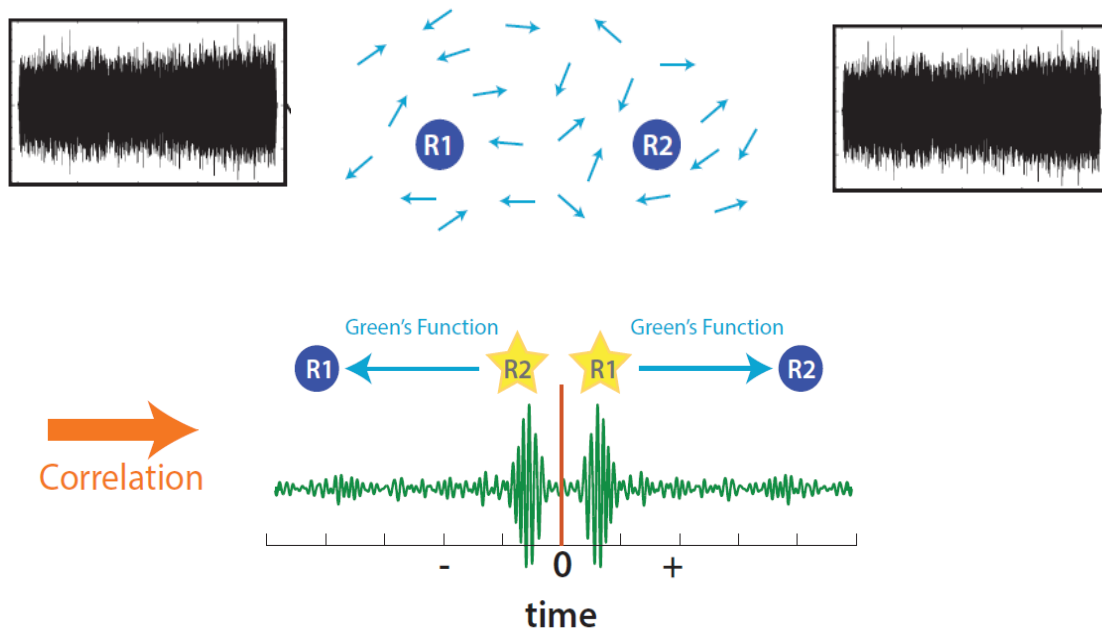 R1
R2
Green's Function
Green's Function
R1
R2
R1
R2
Correlation
-
0
+
time